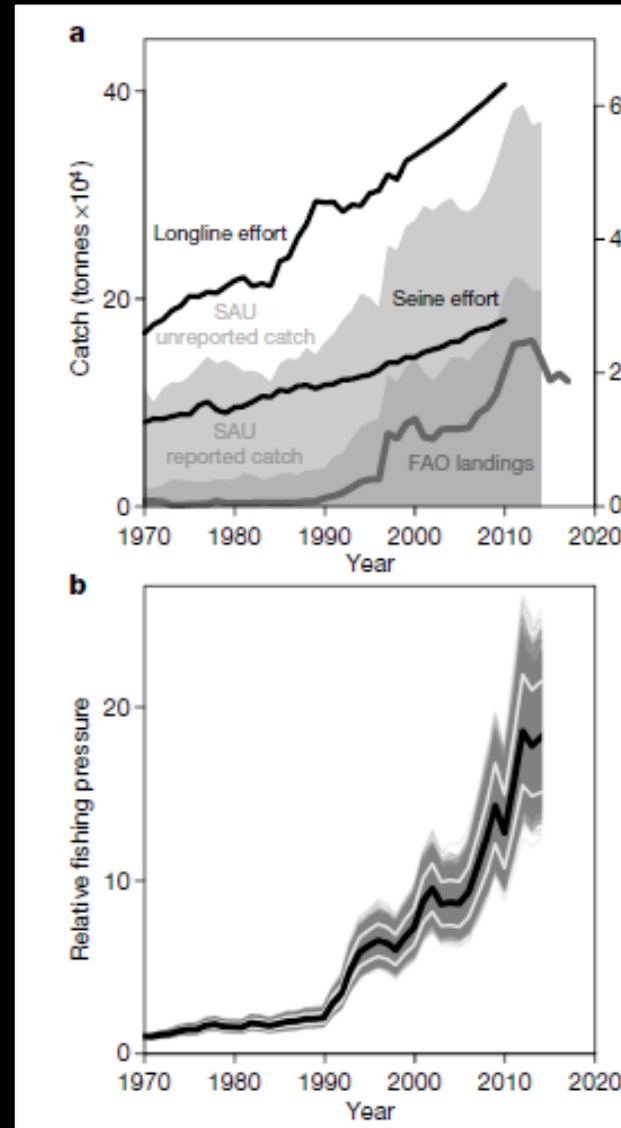 a
Catch (tonnes ×10⁴)
40
20
0
6
4
2
0
Longline effort
SAU
unreported catch
Seine effort
SAU
reported catch
FAO landings
1970 1980 1990 2000 2010 2020
Year
b
Relative fishing pressure
20
10
0
1970 1980 1990 2000 2010 2020
Year